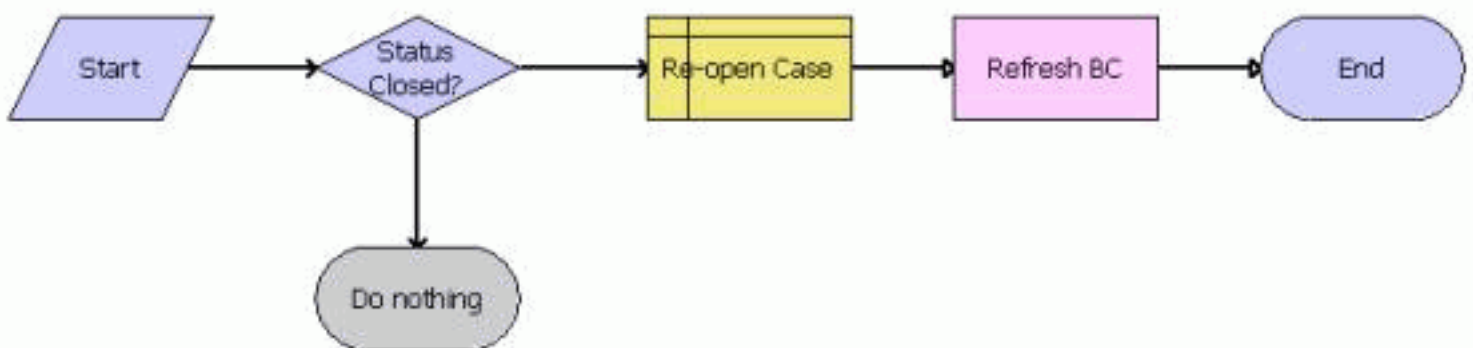 Start
Status
Closed?
Re-open Case
Refresh BC
End
Do nothing